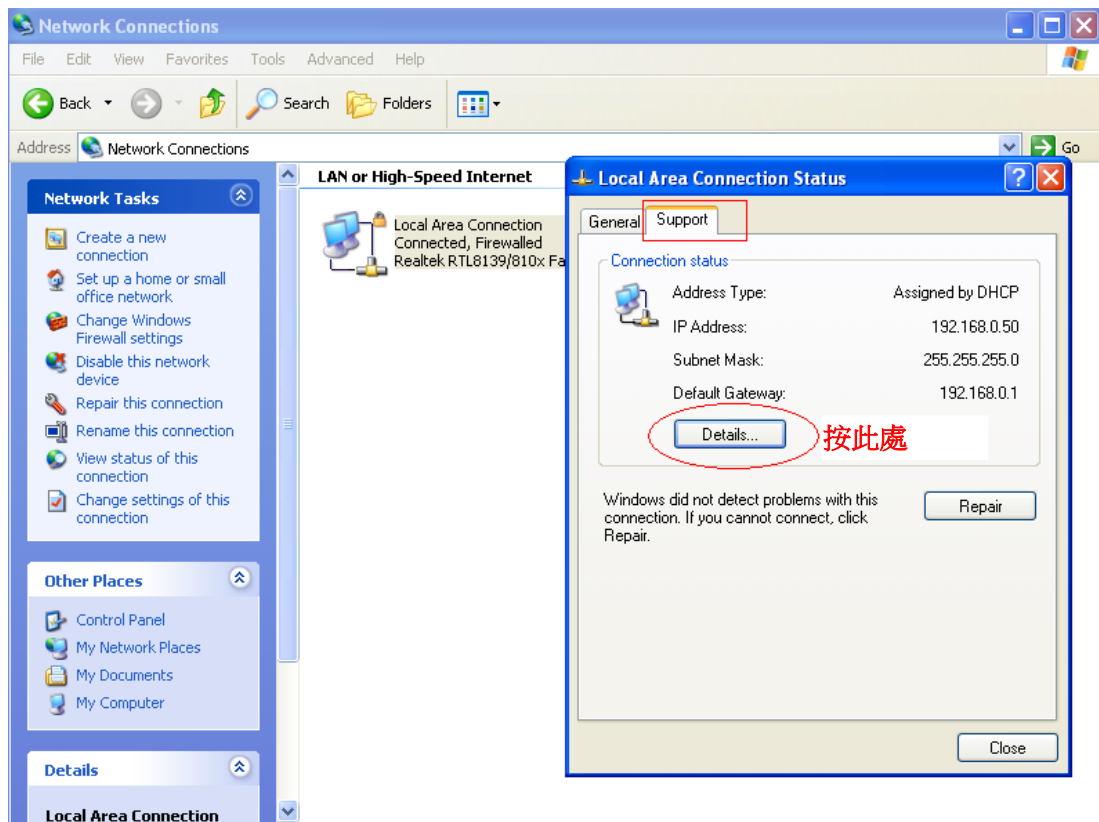 Network Connections
File Edit View Favorites Tools Advanced Help
Back Search Folders
Address Network Connections Go
Network Tasks
Create a new
connection
Set up a home or small
office network
Change Windows
Firewall settings
Disable this network
device
Repair this connection
Rename this connection
View status of this
connection
Change settings of this
connection
Other Places
Control Panel
My Network Places
My Documents
My Computer
Details
Local Area Connection
LAN or High-Speed Internet
Local Area Connection
Connected, Firewalled
Realtek RTL8139/810x Fa
Local Area Connection Status
General Support
Connection status
Address Type: Assigned by DHCP
IP Address: 192.168.0.50
Subnet Mask: 255.255.255.0
Default Gateway: 192.168.0.1
Details... 按此處
Windows did not detect problems with this
connection. If you cannot connect, click
Repair.
Repair
Close